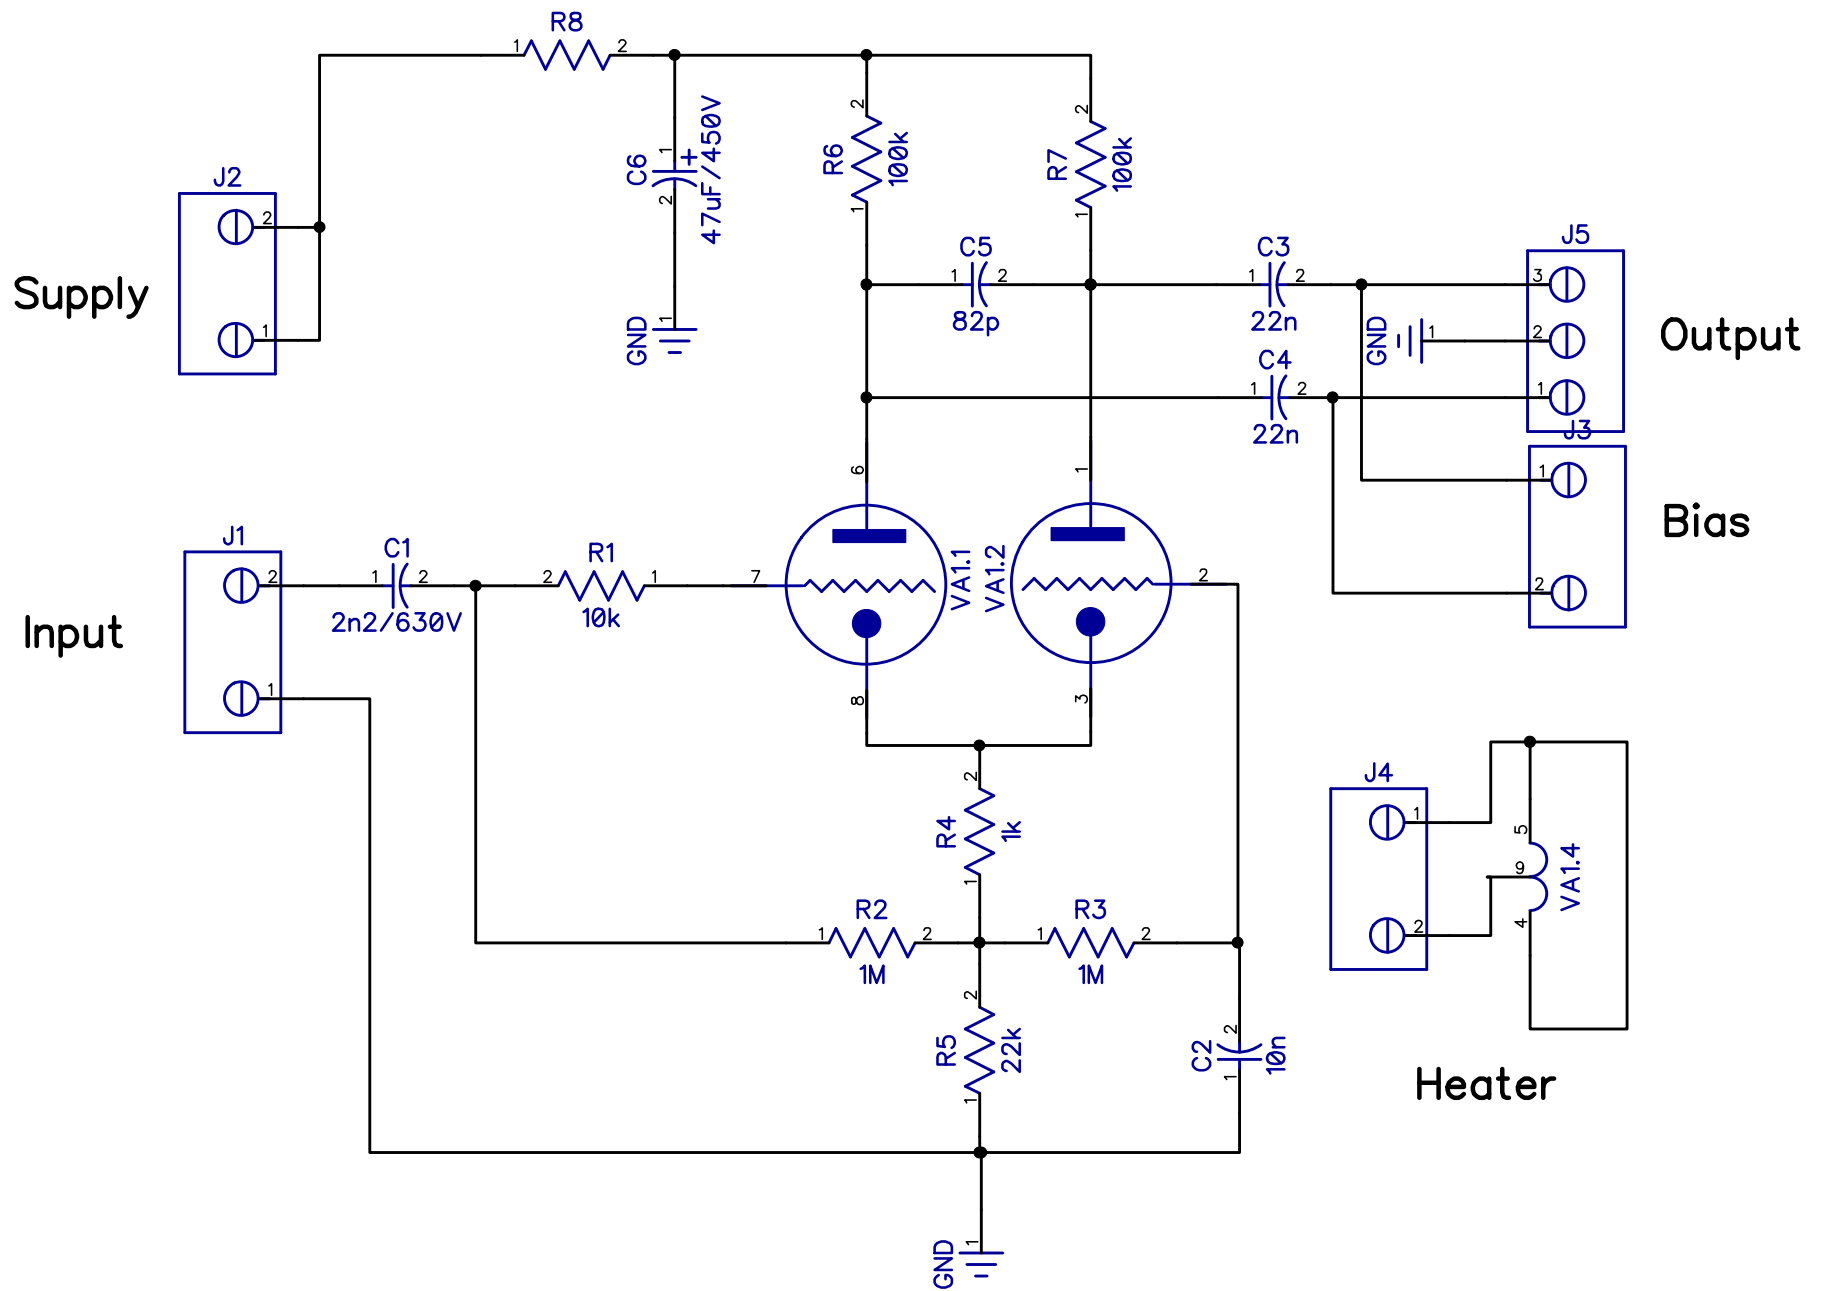 R8
1
2
J2
2
1
Supply
C6
1
+
2
47uF/450V
GND
1
R6
2
100k
1
R7
2
100k
1
C5
1
2
82p
C3
1
2
22n
C4
1
2
22n
J5
3
2
1
GND
1
Output
J3
1
2
Bias
J1
2
1
Input
C1
1
2
2n2/630V
R1
2
1
10k
6
7
8
VA1.1
VA1.2
1
2
3
R4
2
1k
1
R2
1
2
1M
R3
1
2
1M
R5
2
22k
1
C2
2
10n
1
GND
1
J4
1
2
5
9
4
VA1.4
Heater